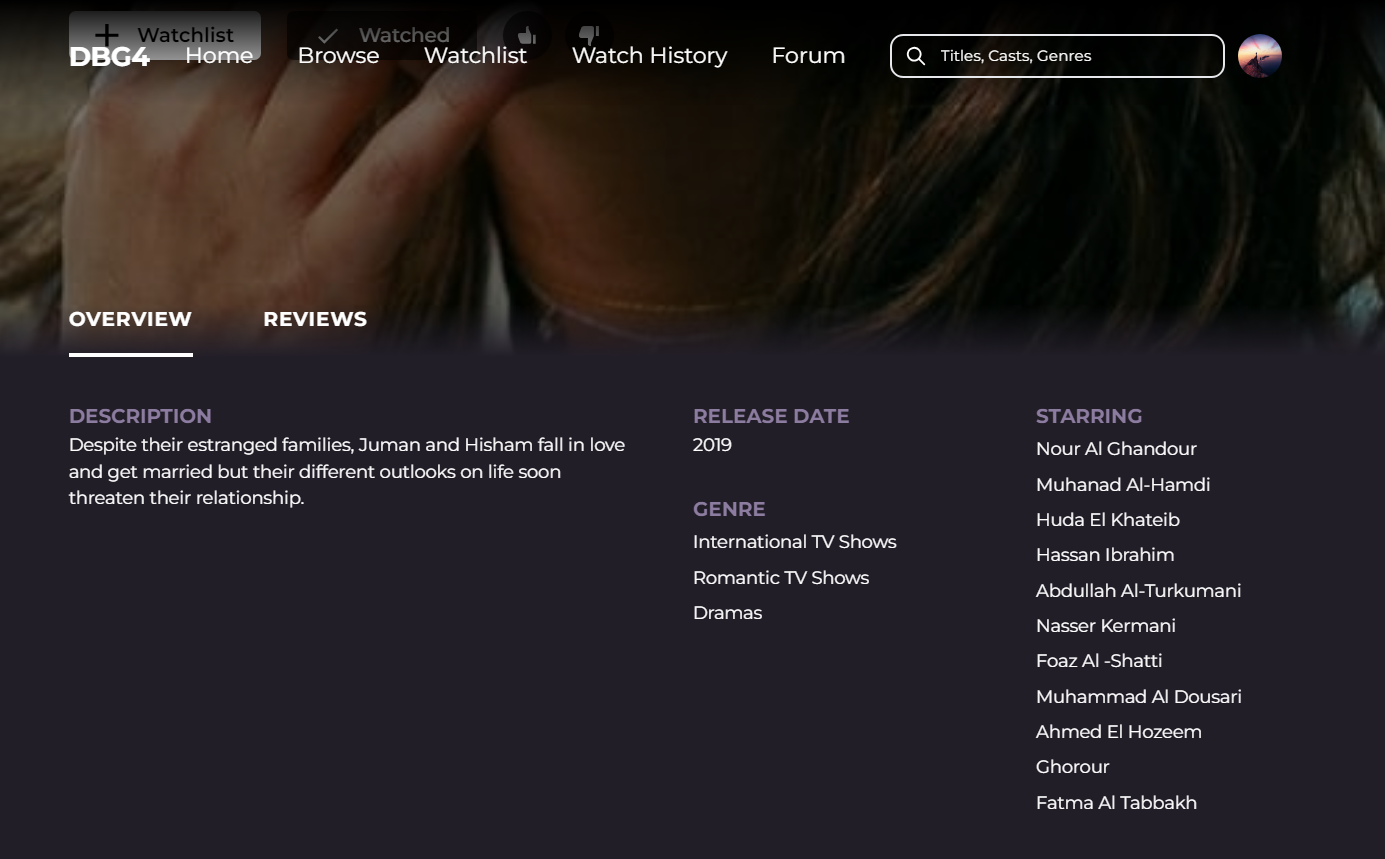 Watchlist
Watched
DBG4
Home
Browse
Watchlist
Watch History
Forum
Titles, Casts, Genres
OVERVIEW
REVIEWS
DESCRIPTION
Despite their estranged families, Juman and Hisham fall in love
and get married but their different outlooks on life soon
threaten their relationship.
RELEASE DATE
2019
GENRE
International TV Shows
Romantic TV Shows
Dramas
STARRING
Nour Al Ghandour
Muhanad Al-Hamdi
Huda El Khateib
Hassan Ibrahim
Abdullah Al-Turkumani
Nasser Kermani
Foaz Al -Shatti
Muhammad Al Dousari
Ahmed El Hozeem
Ghorour
Fatma Al Tabbakh